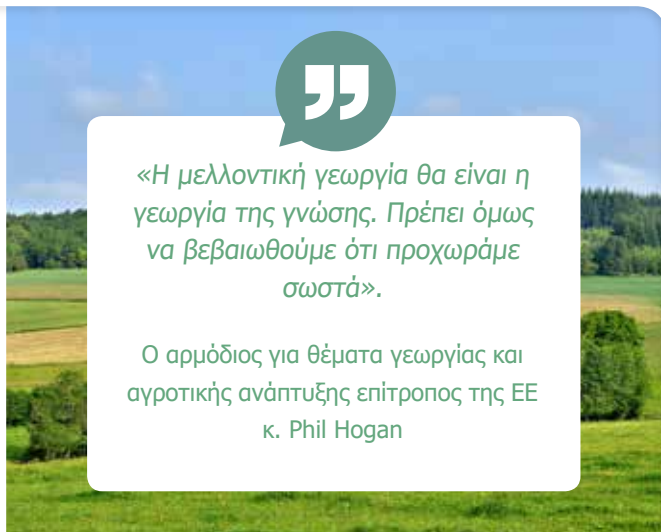 «Η μελλοντική γεωργία θα είναι η
γεωργία της γνώσης. Πρέπει όμως
να βεβαιωθούμε ότι προχωράμε
σωστά».
Ο αρμόδιος για θέματα γεωργίας και
αγροτικής ανάπτυξης επίτροπος της ΕΕ
κ. Phil Hogan